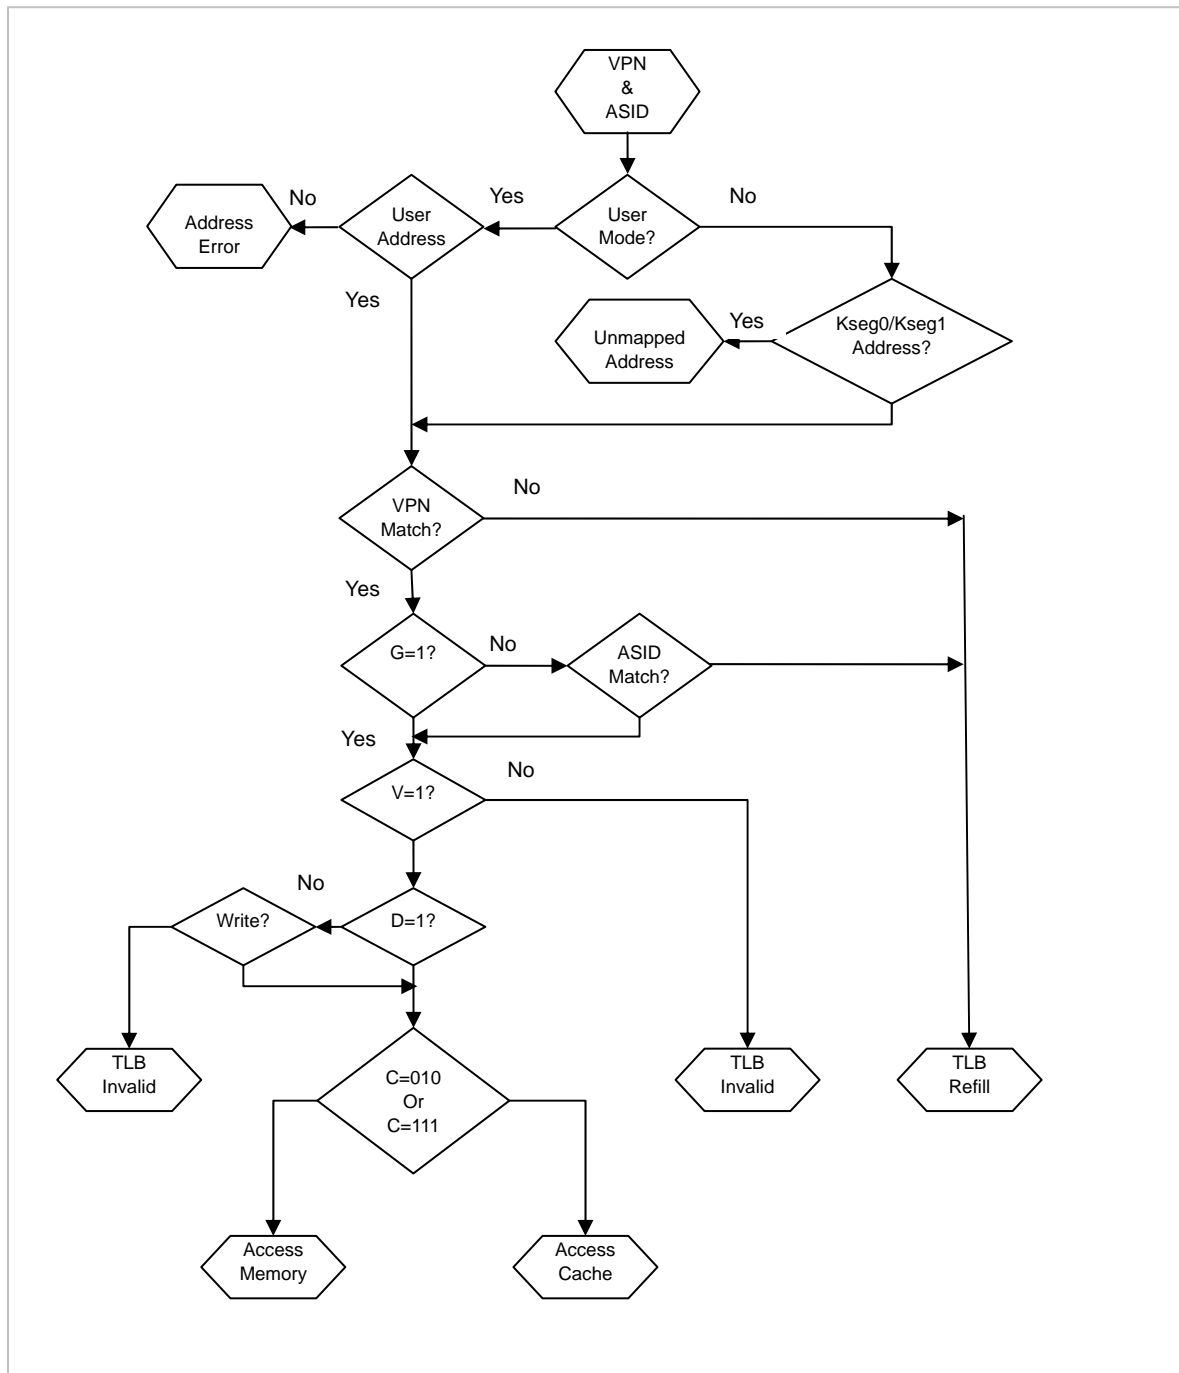 VPN
&
ASID
No
User
Address
Yes
User
Mode?
No
Address
Error
Yes
Unmapped
Address
Yes
Kseg0/Kseg1
Address?
VPN
Match?
No
Yes
G=1?
No
ASID
Match?
Yes
V=1?
No
No
Write?
D=1?
TLB
Invalid
C=010
Or
C=111
TLB
Invalid
TLB
Refill
Access
Memory
Access
Cache